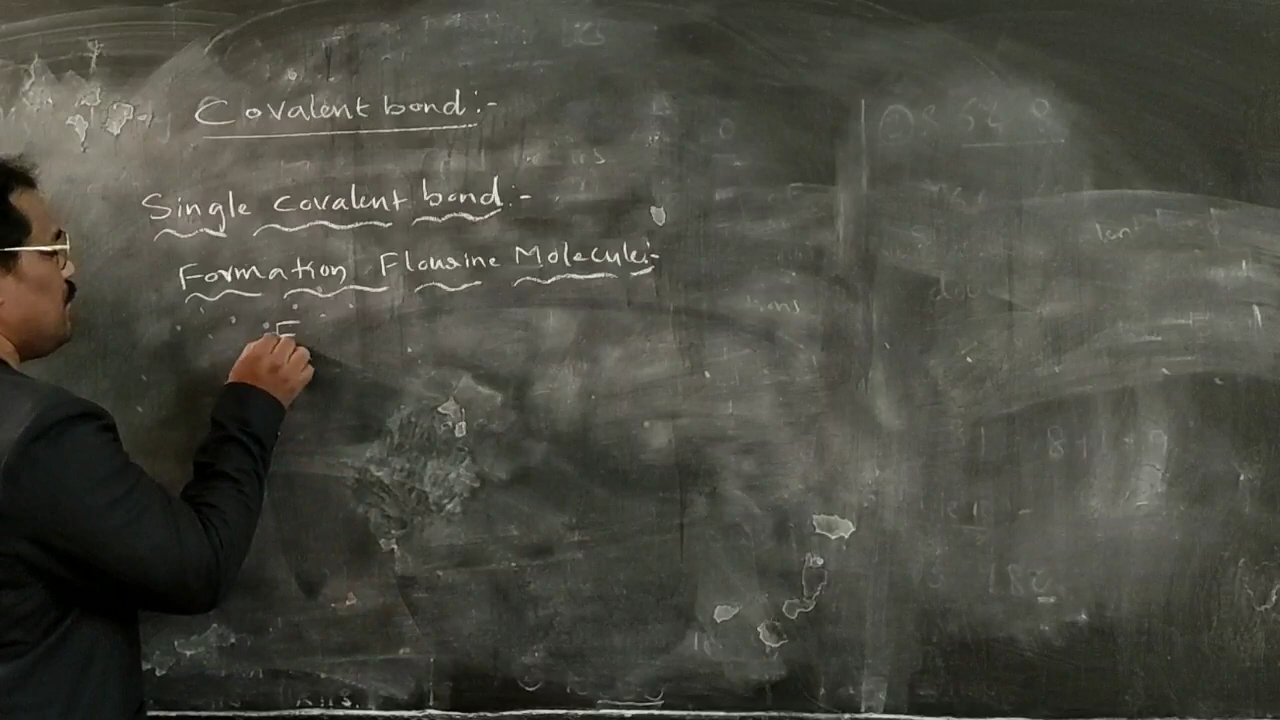 Covalent bond:-
Single covalent bond:-
Formation Flourine Molecule:-
F